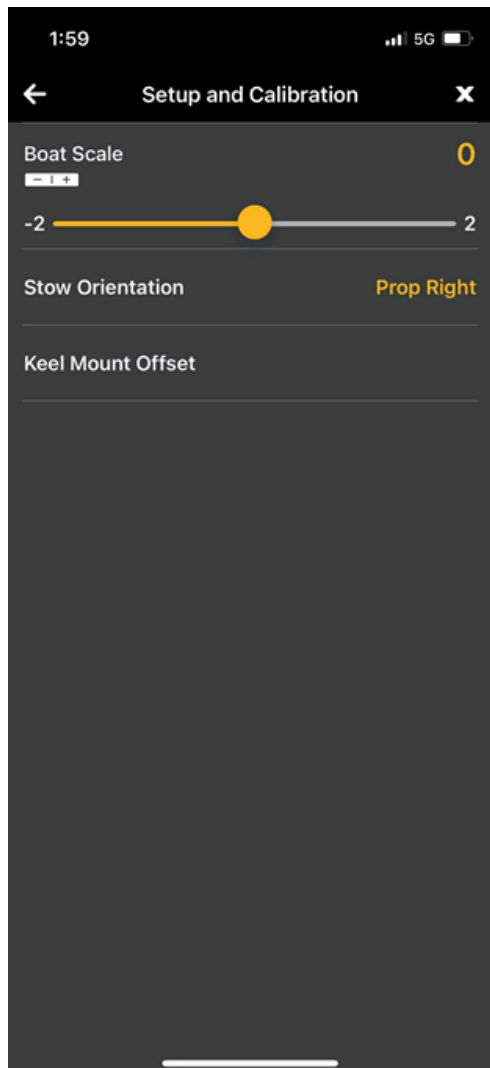 1:59 5G
Setup and Calibration X
Boat Scale 0
− | +
-2 2
Stow Orientation Prop Right
Keel Mount Offset